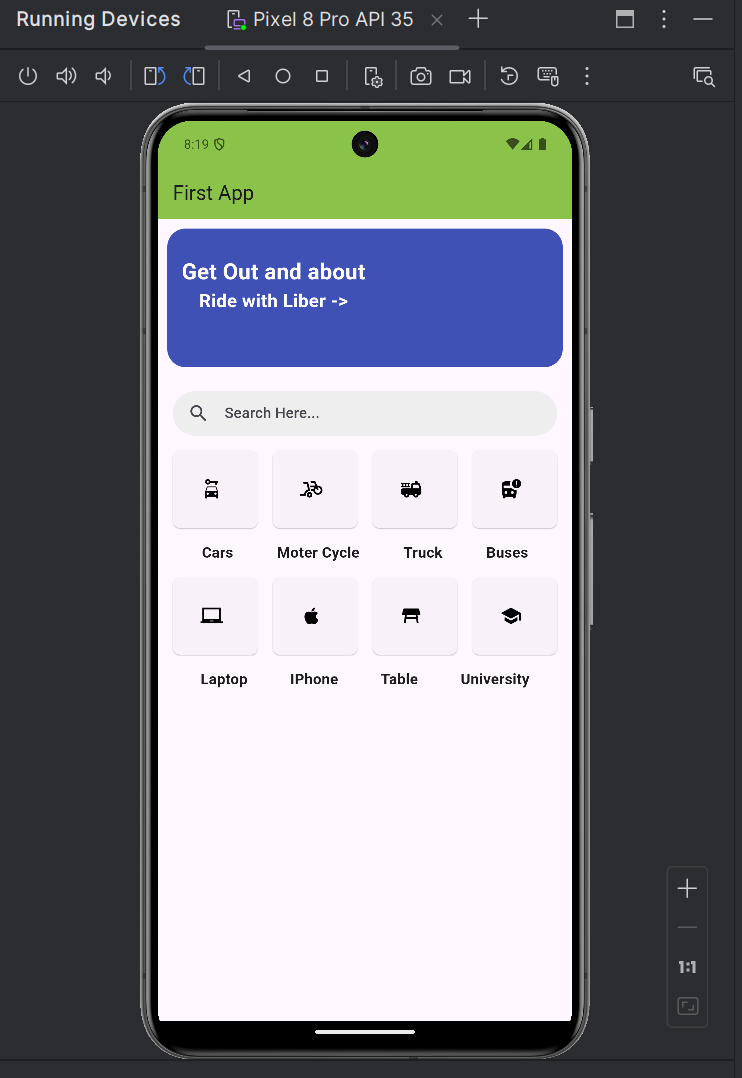 Running Devices Pixel 8 Pro API 35
8:19
First App
Get Out and about
Ride with Liber ->
Search Here...
Cars Moter Cycle Truck Buses
Laptop IPhone Table University
1:1